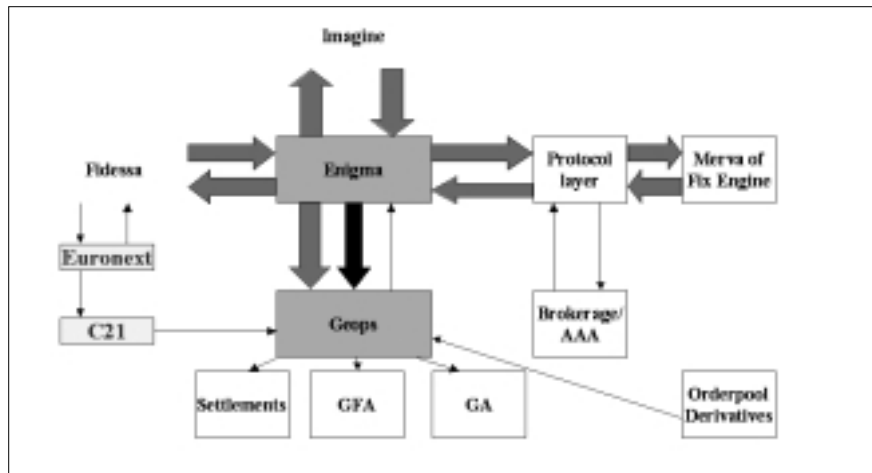 Imagine
Fidessa
Enigma
Protocol
layer
Merva of
Fix Engine
Euronext
C21
Geops
Brokerage/
AAA
Settlements
GFA
GA
Orderpool
Derivatives